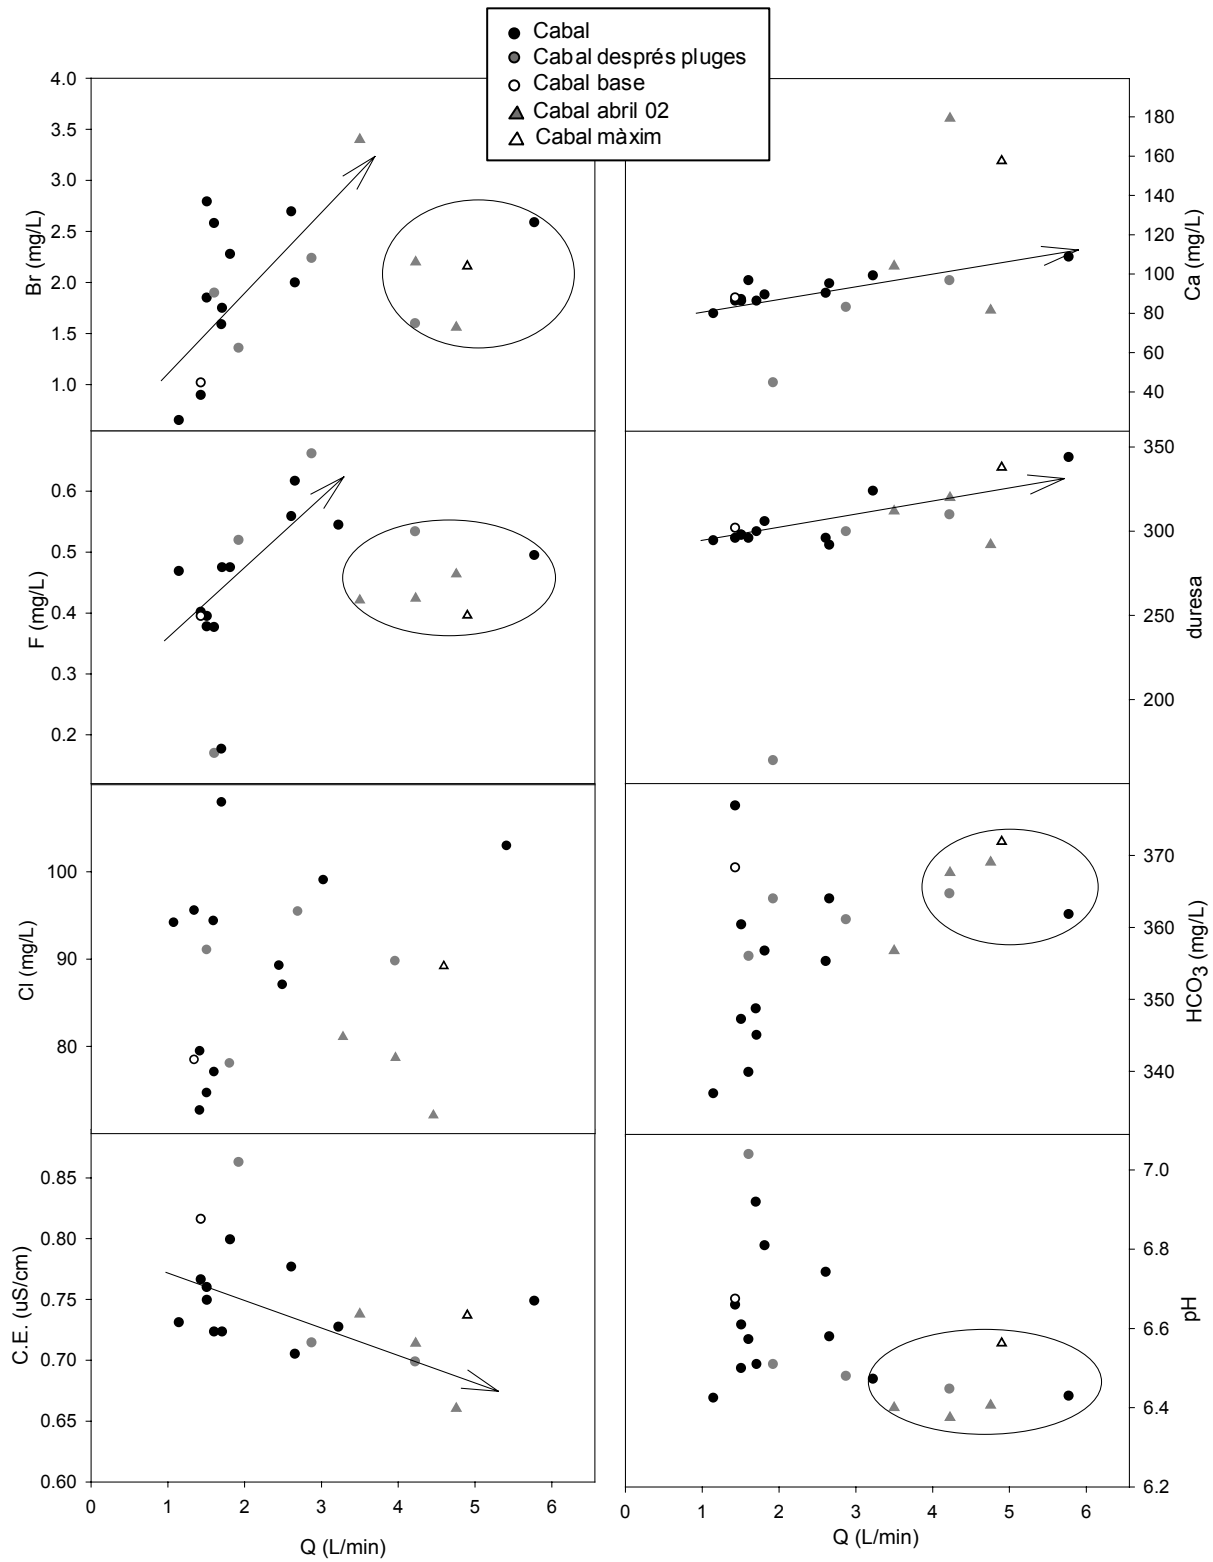 Cabal
Cabal després pluges
Cabal base
Cabal abril 02
Cabal màxim
4.0
3.5
3.0
2.5
2.0
1.5
1.0
Br (mg/L)
180
160
140
120
100
80
60
40
Ca (mg/L)
0.6
0.5
0.4
0.3
0.2
F (mg/L)
350
300
250
200
duresa
100
90
80
Cl (mg/L)
370
360
350
340
HCO3 (mg/L)
0.85
0.80
0.75
0.70
0.65
0.60
C.E. (uS/cm)
0 1 2 3 4 5 6
Q (L/min)
7.0
6.8
6.6
6.4
6.2
pH
0 1 2 3 4 5 6
Q (L/min)